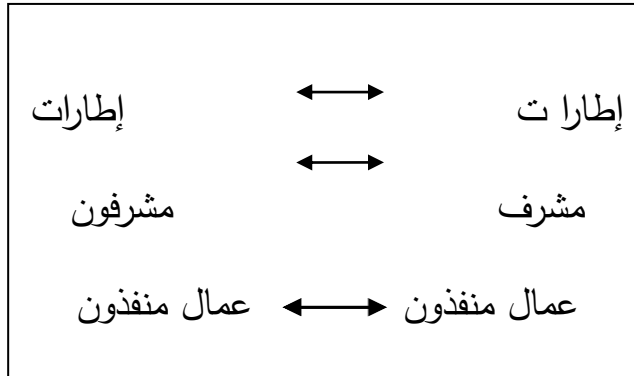 إطارا ت إطارات
مشرف مشرفون
عمال منفذون عمال منفذون